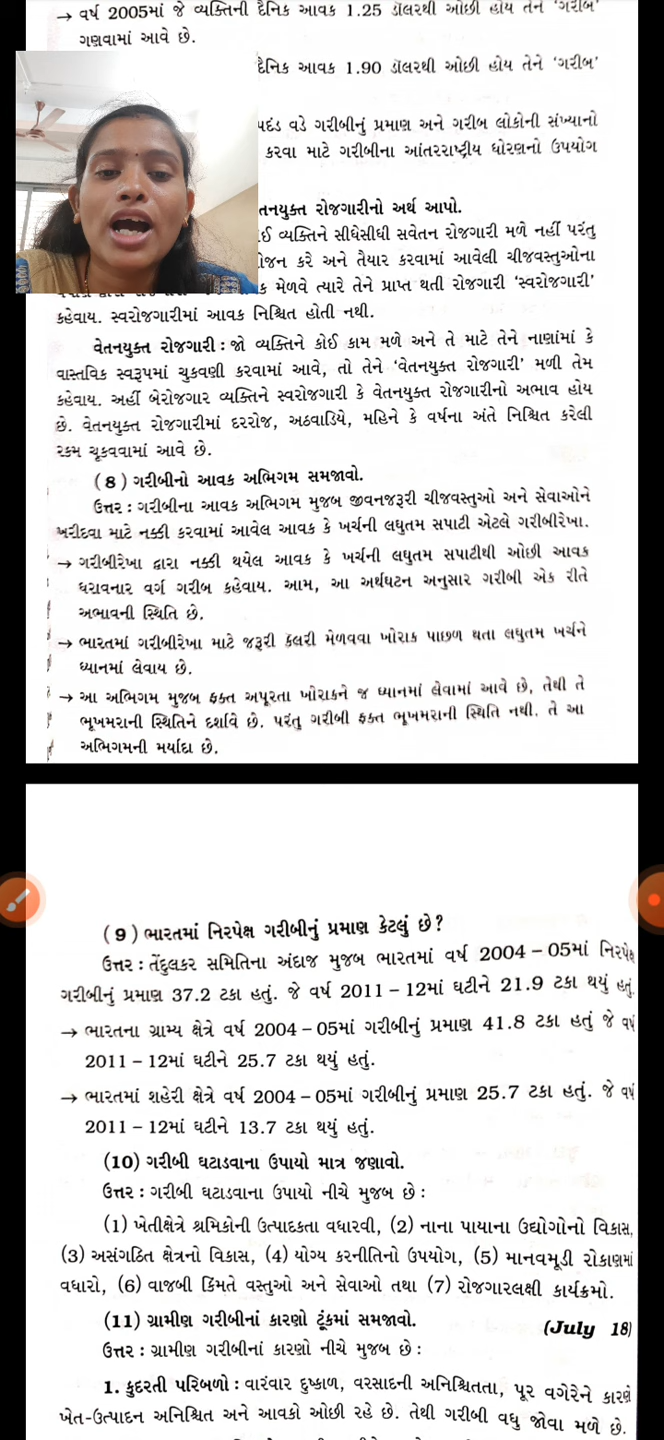 → વર્ષ 2005માં જે વ્યક્તિની દૈનિક આવક 1.25 ડૉલરથી ઓછી હોય તેને ‘ગરીબ’
ગણવામાં આવે છે.
દૈનિક આવક 1.90 ડૉલરથી ઓછી હોય તેને ‘ગરીબ’
પદંડ વડે ગરીબીનું પ્રમાણ અને ગરીબ લોકોની સંખ્યાનો
કરવા માટે ગરીબીના આંતરરાષ્ટ્રીય ધોરણનો ઉપયોગ
તનયુક્ત રોજગારીનો અર્થ આપો.
ઈ વ્યક્તિને સીધેસીધી સવેતન રોજગારી મળે નહીં પરંતુ
ોજન કરે અને તૈયાર કરવામાં આવેલી ચીજવસ્તુઓના
ક મેળવે ત્યારે તેને પ્રાપ્ત થતી રોજગારી ‘સ્વરોજગારી’
કહેવાય. સ્વરોજગારીમાં આવક નિશ્ચિત હોતી નથી.
વેતનયુક્ત રોજગારી : જો વ્યક્તિને કોઈ કામ મળે અને તે માટે તેને નાણાંમાં કે
વાસ્તવિક સ્વરૂપમાં ચુકવણી કરવામાં આવે, તો તેને ‘વેતનયુક્ત રોજગારી’ મળી તેમ
કહેવાય. અહીં બેરોજગાર વ્યક્તિને સ્વરોજગારી કે વેતનયુક્ત રોજગારીનો અભાવ હોય
છે. વેતનયુક્ત રોજગારીમાં દરરોજ, અઠવાડિયે, મહિને કે વર્ષના અંતે નિશ્ચિત કરેલી
રકમ ચૂકવવામાં આવે છે.
(8) ગરીબીનો આવક અભિગમ સમજાવો.
ઉત્તર : ગરીબીના આવક અભિગમ મુજબ જીવનજરૂરી ચીજવસ્તુઓ અને સેવાઓને
ખરીદવા માટે નક્કી કરવામાં આવેલ આવક કે ખર્ચની લઘુતમ સપાટી એટલે ગરીબીરેખા.
→ ગરીબીરેખા દ્વારા નક્કી થયેલ આવક કે ખર્ચની લઘુતમ સપાટીથી ઓછી આવક
ધરાવનાર વર્ગ ગરીબ કહેવાય. આમ, આ અર્થઘટન અનુસાર ગરીબી એક રીતે
અભાવની સ્થિતિ છે.
→ ભારતમાં ગરીબીરેખા માટે જરૂરી કૅલરી મેળવવા ખોરાક પાછળ થતા લઘુતમ ખર્ચને
ધ્યાનમાં લેવાય છે.
→ આ અભિગમ મુજબ ફક્ત અપૂરતા ખોરાકને જ ધ્યાનમાં લેવામાં આવે છે, તેથી તે
ભૂખમરાની સ્થિતિને દર્શાવે છે. પરંતુ ગરીબી ફક્ત ભૂખમરાની સ્થિતિ નથી. તે આ
અભિગમની મર્યાદા છે.
(9) ભારતમાં નિરપેક્ષ ગરીબીનું પ્રમાણ કેટલું છે?
ઉત્તર : તેંદુલકર સમિતિના અંદાજ મુજબ ભારતમાં વર્ષ 2004 – 05માં નિરપેક્ષ
ગરીબીનું પ્રમાણ 37.2 ટકા હતું. જે વર્ષ 2011 – 12માં ઘટીને 21.9 ટકા થયું હતું.
→ ભારતના ગ્રામ્ય ક્ષેત્રે વર્ષ 2004 – 05માં ગરીબીનું પ્રમાણ 41.8 ટકા હતું જે વર્ષ
2011 – 12માં ઘટીને 25.7 ટકા થયું હતું.
→ ભારતમાં શહેરી ક્ષેત્રે વર્ષ 2004 – 05માં ગરીબીનું પ્રમાણ 25.7 ટકા હતું. જે વર્ષ
2011 – 12માં ઘટીને 13.7 ટકા થયું હતું.
(10) ગરીબી ઘટાડવાના ઉપાયો માત્ર જણાવો.
ઉત્તર : ગરીબી ઘટાડવાના ઉપાયો નીચે મુજબ છે :
(1) ખેતીક્ષેત્રે શ્રમિકોની ઉત્પાદકતા વધારવી, (2) નાના પાયાના ઉદ્યોગોનો વિકાસ,
(3) અસંગઠિત ક્ષેત્રનો વિકાસ, (4) યોગ્ય કરનીતિનો ઉપયોગ, (5) માનવમૂડી રોકાણમાં
વધારો, (6) વાજબી કિંમતે વસ્તુઓ અને સેવાઓ તથા (7) રોજગારલક્ષી કાર્યક્રમો.
(11) ગ્રામીણ ગરીબીનાં કારણો ટૂંકમાં સમજાવો. (July 18)
ઉત્તર : ગ્રામીણ ગરીબીનાં કારણો નીચે મુજબ છે :
1. કુદરતી પરિબળો : વારંવાર દુષ્કાળ, વરસાદની અનિશ્ચિતતા, પૂર વગેરેને કારણે
ખેત-ઉત્પાદન અનિશ્ચિત અને આવકો ઓછી રહે છે. તેથી ગરીબી વધુ જોવા મળે છે.